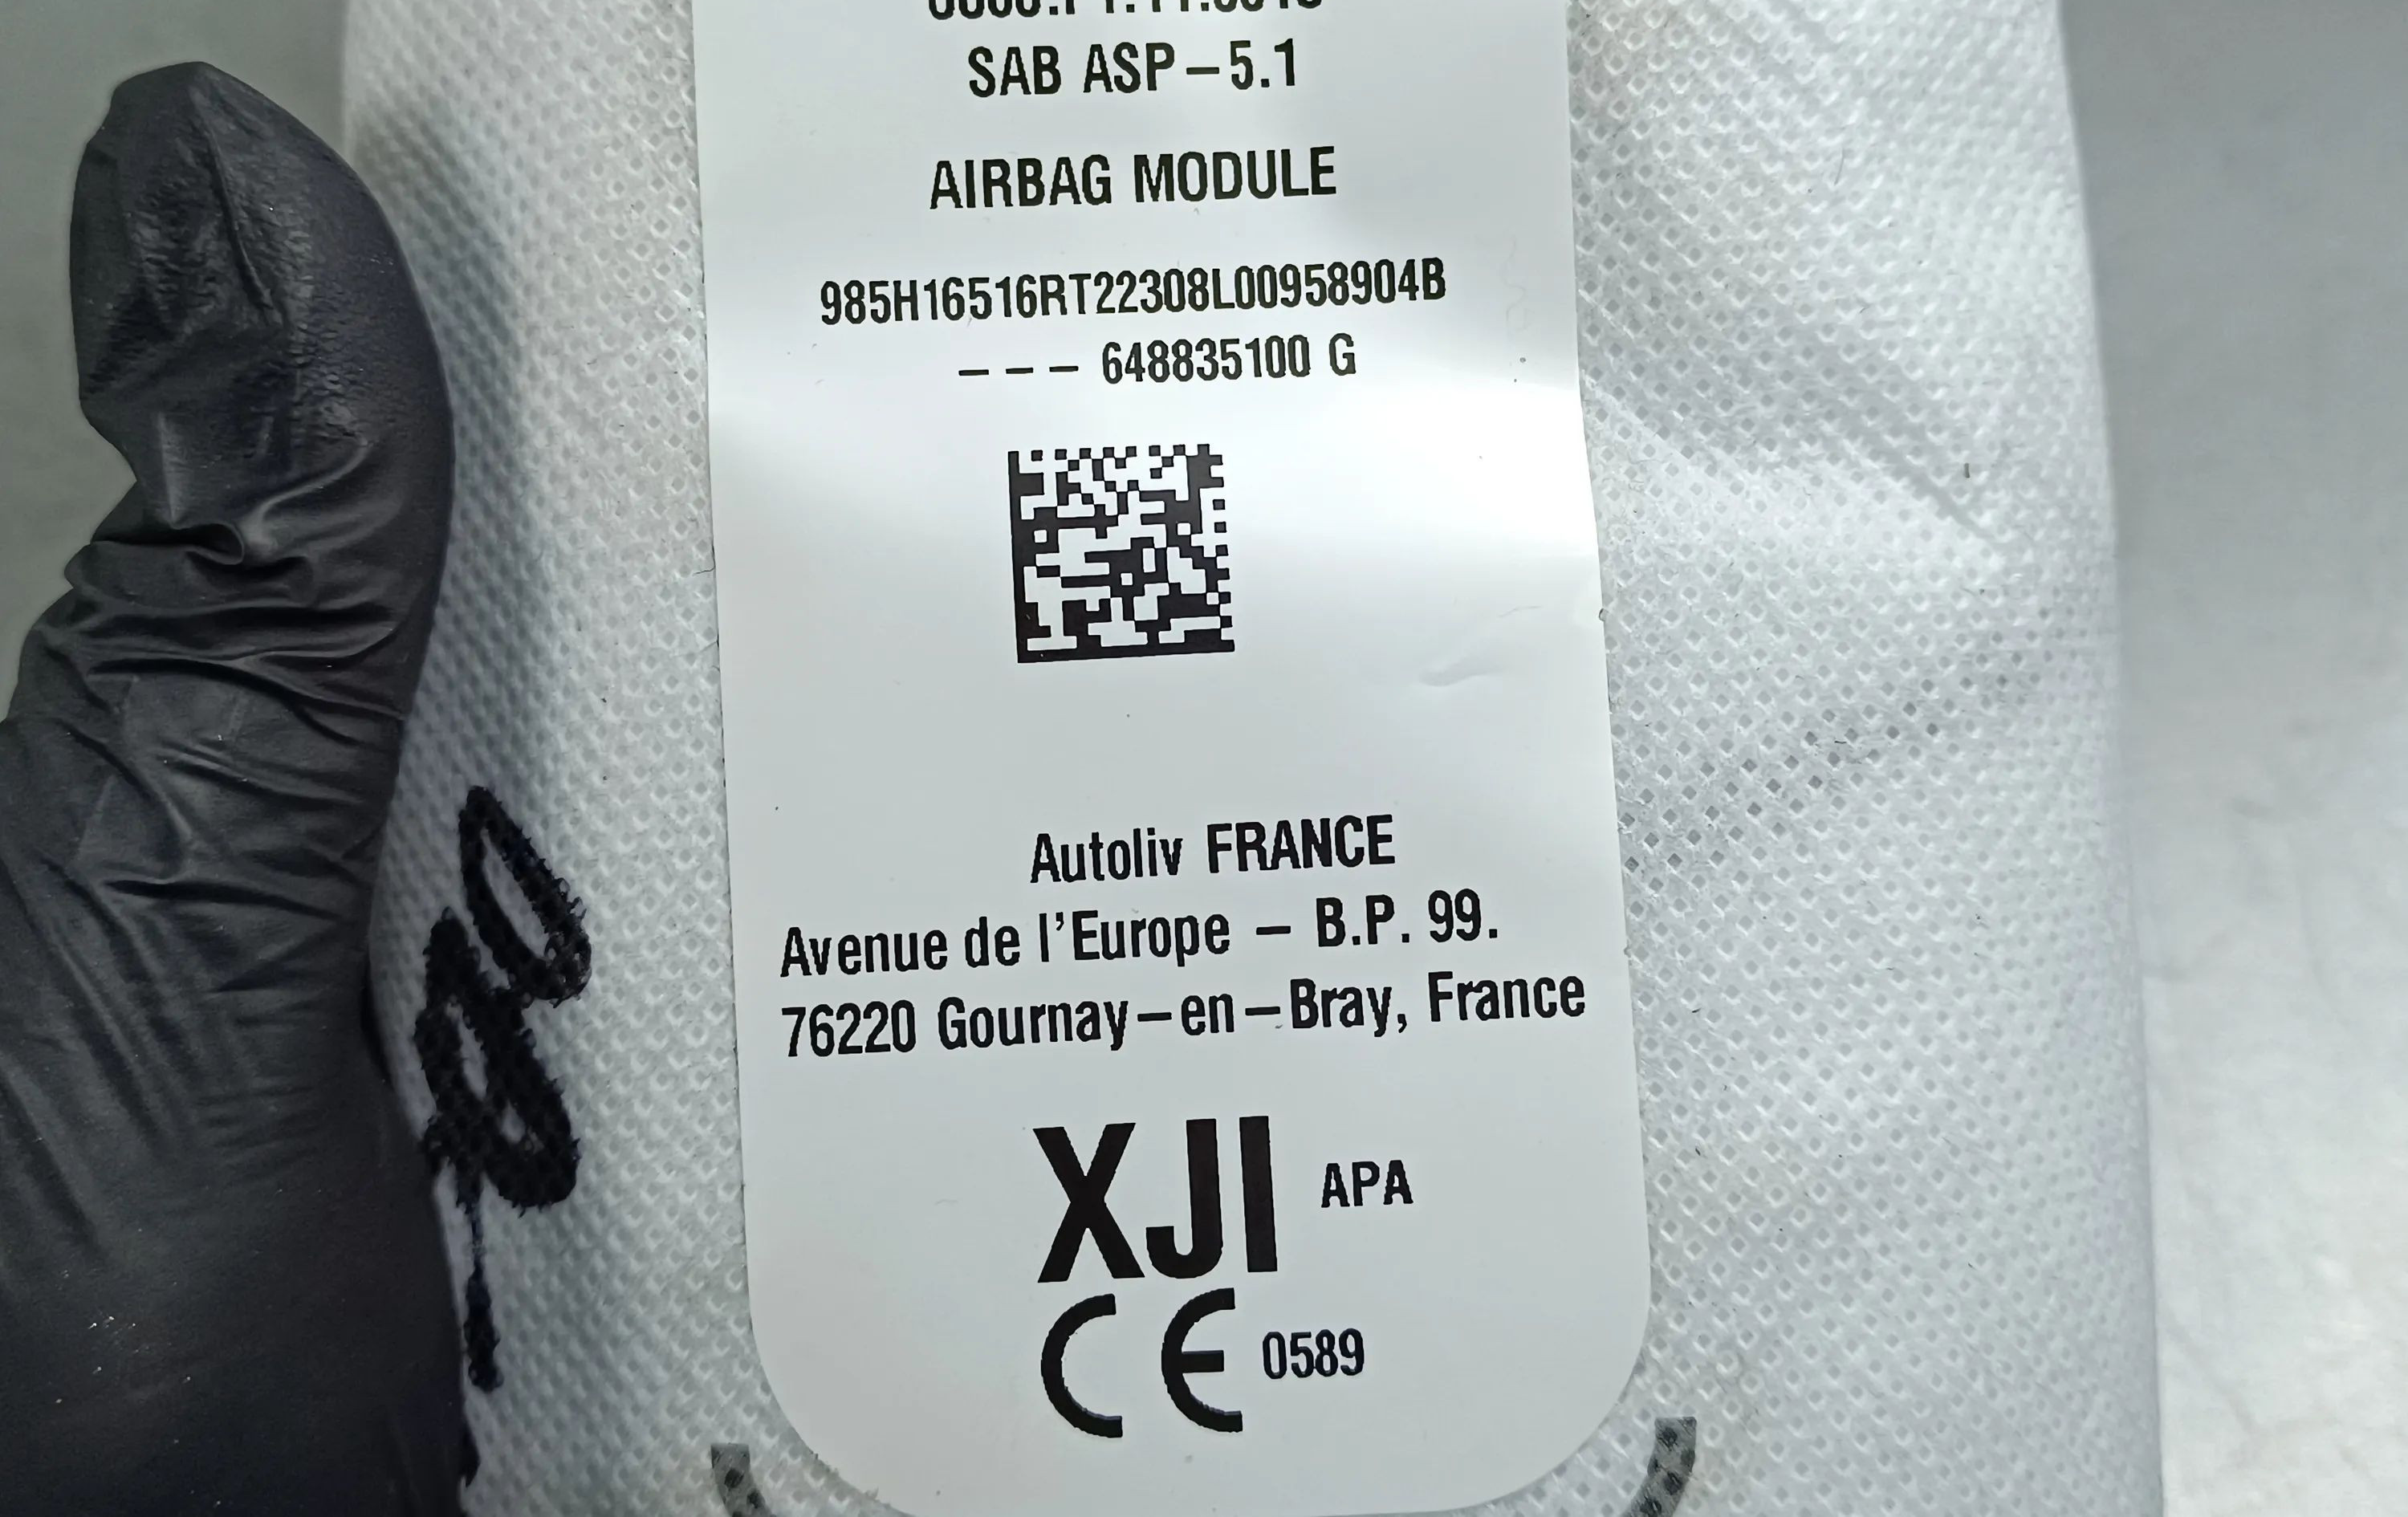 SAB ASP – 5.1
AIRBAG MODULE
985H16516RT22308L00958904B
– – – 648835100 G
Autoliv FRANCE
Avenue de l’Europe – B.P. 99.
76220 Gournay–en–Bray, France
XJI APA
CE 0589